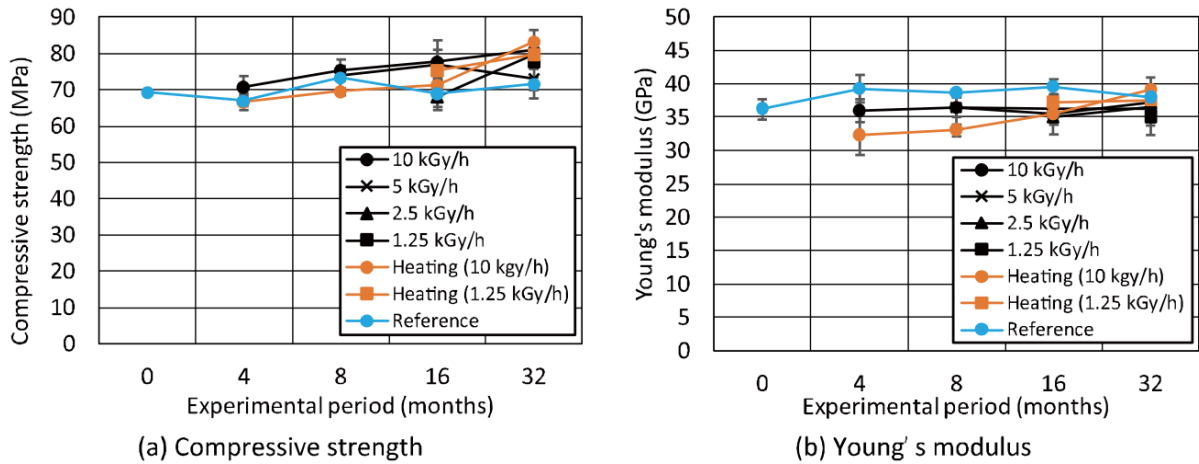 90
80
70
60
50
40
30
20
10
0
Compressive strength (MPa)
10 kGy/h
5 kGy/h
2.5 kGy/h
1.25 kGy/h
Heating (10 kgy/h)
Heating (1.25 kGy/h)
Reference
0 4 8 16 32
Experimental period (months)
(a) Compressive strength
50
45
40
35
30
25
20
15
10
5
0
Young's modulus (GPa)
10 kGy/h
5 kGy/h
2.5 kGy/h
1.25 kGy/h
Heating (10 kgy/h)
Heating (1.25 kGy/h)
Reference
0 4 8 16 32
Experimental period (months)
(b) Young' s modulus